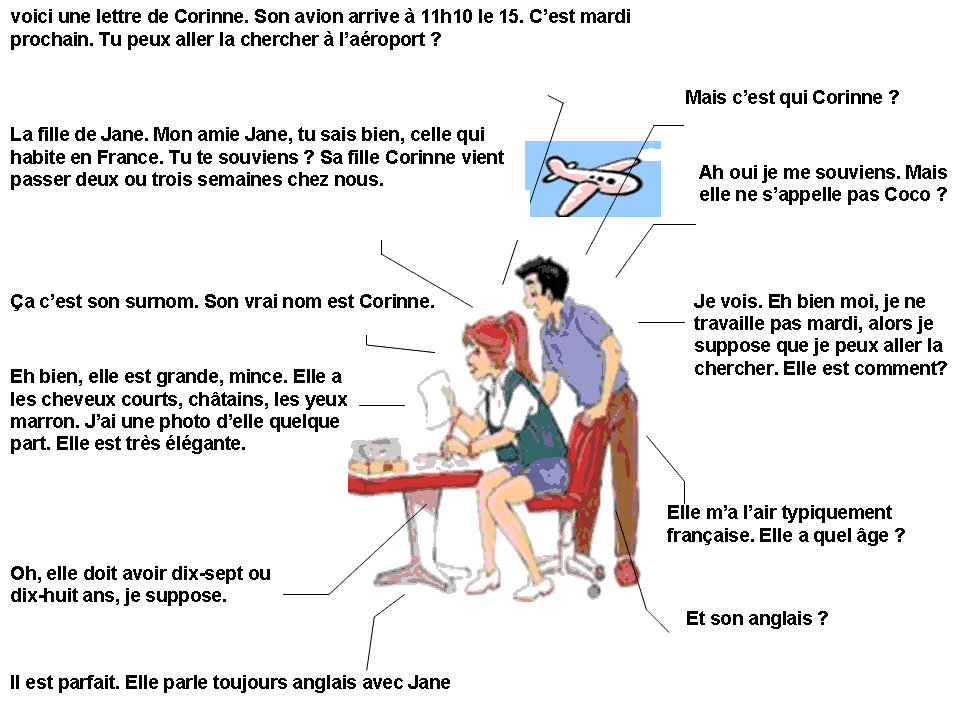 voici une lettre de Corinne. Son avion arrive à 11h10 le 15. C’est mardi
prochain. Tu peux aller la chercher à l’aéroport ?
Mais c’est qui Corinne ?
La fille de Jane. Mon amie Jane, tu sais bien, celle qui
habite en France. Tu te souviens ? Sa fille Corinne vient
passer deux ou trois semaines chez nous.
Ah oui je me souviens. Mais
elle ne s’appelle pas Coco ?
Ça c’est son surnom. Son vrai nom est Corinne.
Je vois. Eh bien moi, je ne
travaille pas mardi, alors je
suppose que je peux aller la
chercher. Elle est comment?
Eh bien, elle est grande, mince. Elle a
les cheveux courts, châtains, les yeux
marron. J’ai une photo d’elle quelque
part. Elle est très élégante.
Elle m’a l’air typiquement
française. Elle a quel âge ?
Oh, elle doit avoir dix-sept ou
dix-huit ans, je suppose.
Et son anglais ?
Il est parfait. Elle parle toujours anglais avec Jane